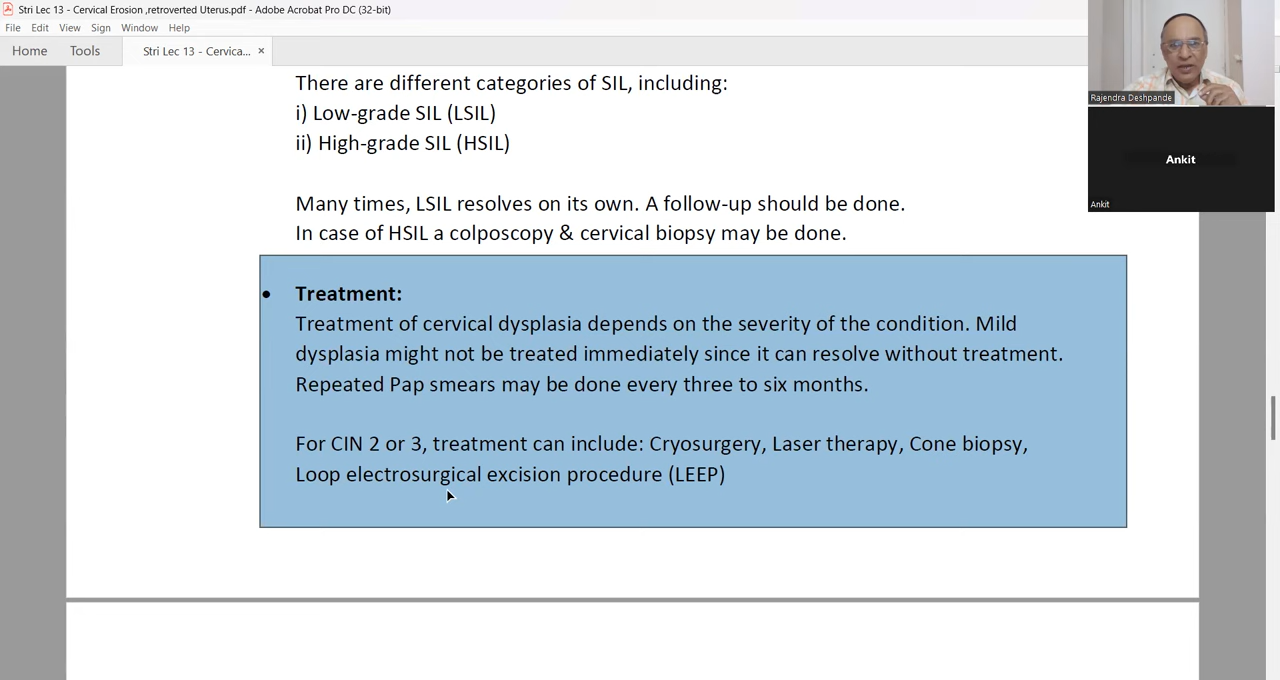 Stri Lec 13 - Cervical Erosion ,retroverted Uterus.pdf - Adobe Acrobat Pro DC (32-bit)
File Edit View Sign Window Help
Home Tools Stri Lec 13 - Cervica... ×
There are different categories of SIL, including:
i) Low-grade SIL (LSIL)
ii) High-grade SIL (HSIL)
Many times, LSIL resolves on its own. A follow-up should be done.
In case of HSIL a colposcopy & cervical biopsy may be done.
• Treatment:
Treatment of cervical dysplasia depends on the severity of the condition. Mild
dysplasia might not be treated immediately since it can resolve without treatment.
Repeated Pap smears may be done every three to six months.
For CIN 2 or 3, treatment can include: Cryosurgery, Laser therapy, Cone biopsy,
Loop electrosurgical excision procedure (LEEP)
Rajendra Deshpande
Ankit
Ankit